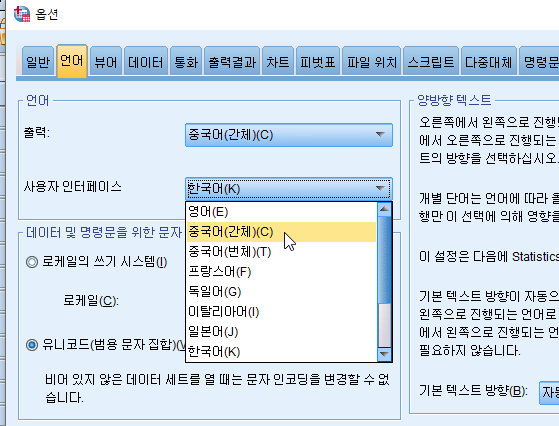 옵션
일반 언어 뷰어 데이터 통화 출력결과 차트 피벗표 파일 위치 스크립트 다중대체 명령문
언어
출력:
중국어(간체)(C)
사용자 인터페이스
한국어(K)
영어(E)
중국어(간체)(C)
중국어(번체)(T)
프랑스어(F)
독일어(G)
이탈리아어(I)
일본어(J)
한국어(K)
데이터 및 명령문을 위한 문자
로케일의 쓰기 시스템(I)
로케일(C):
유니코드(범용 문자 집합)
비어 있지 않은 데이터 세트를 열 때는 문자 인코딩을 변경할 수 없
습니다.
양방향 텍스트
오른쪽에서 왼쪽으로 진행
에서 오른쪽으로 진행되는
트의 방향을 선택하십시오.
개별 단어는 언어에 따라
행만 이 선택에 의해 영향을
이 설정은 다음에 Statistics
기본 텍스트 방향이 자동으
왼쪽으로 진행되는 언어로
에서 왼쪽으로 진행되는 언
필요하지 않습니다.
기본 텍스트 방향(B):
자동